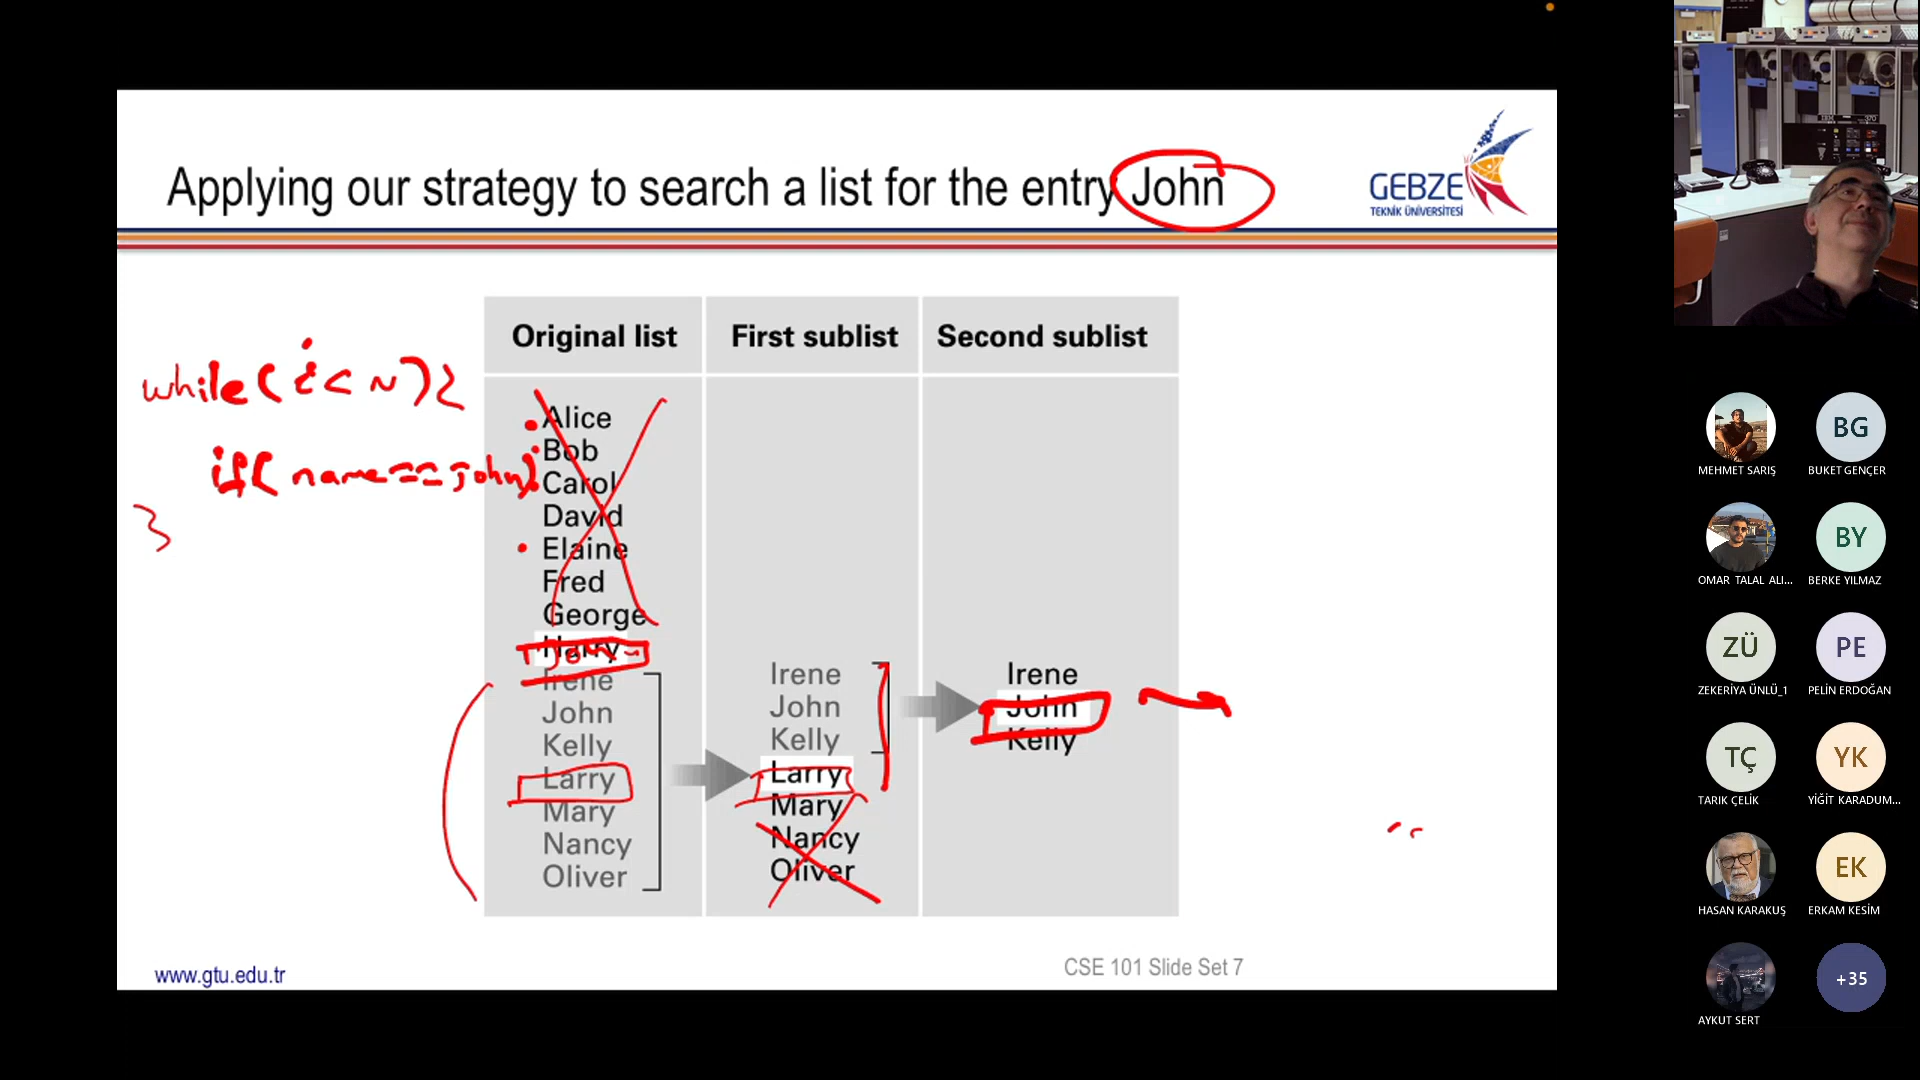 Applying our strategy to search a list for the entry John
GEBZE
TEKNİK ÜNİVERSİTESİ
Original list
First sublist
Second sublist
while(i<N){
if(name==john)
}
Alice
Bob
Carol
David
Elaine
Fred
George
Harry
Irene
John
Kelly
Larry
Mary
Nancy
Oliver
Irene
John
Kelly
Larry
Mary
Nancy
Oliver
Irene
John
Kelly
www.gtu.edu.tr
CSE 101 Slide Set 7
MEHMET SARIŞ
BG
BUKET GENÇER
OMAR TALAL ALI...
BY
BERKE YILMAZ
ZÜ
ZEKERİYA ÜNLÜ_1
PE
PELİN ERDOĞAN
TÇ
TARIK ÇELİK
YK
YİĞİT KARADUM...
HASAN KARAKUŞ
EK
ERKAM KESİM
AYKUT SERT
+35